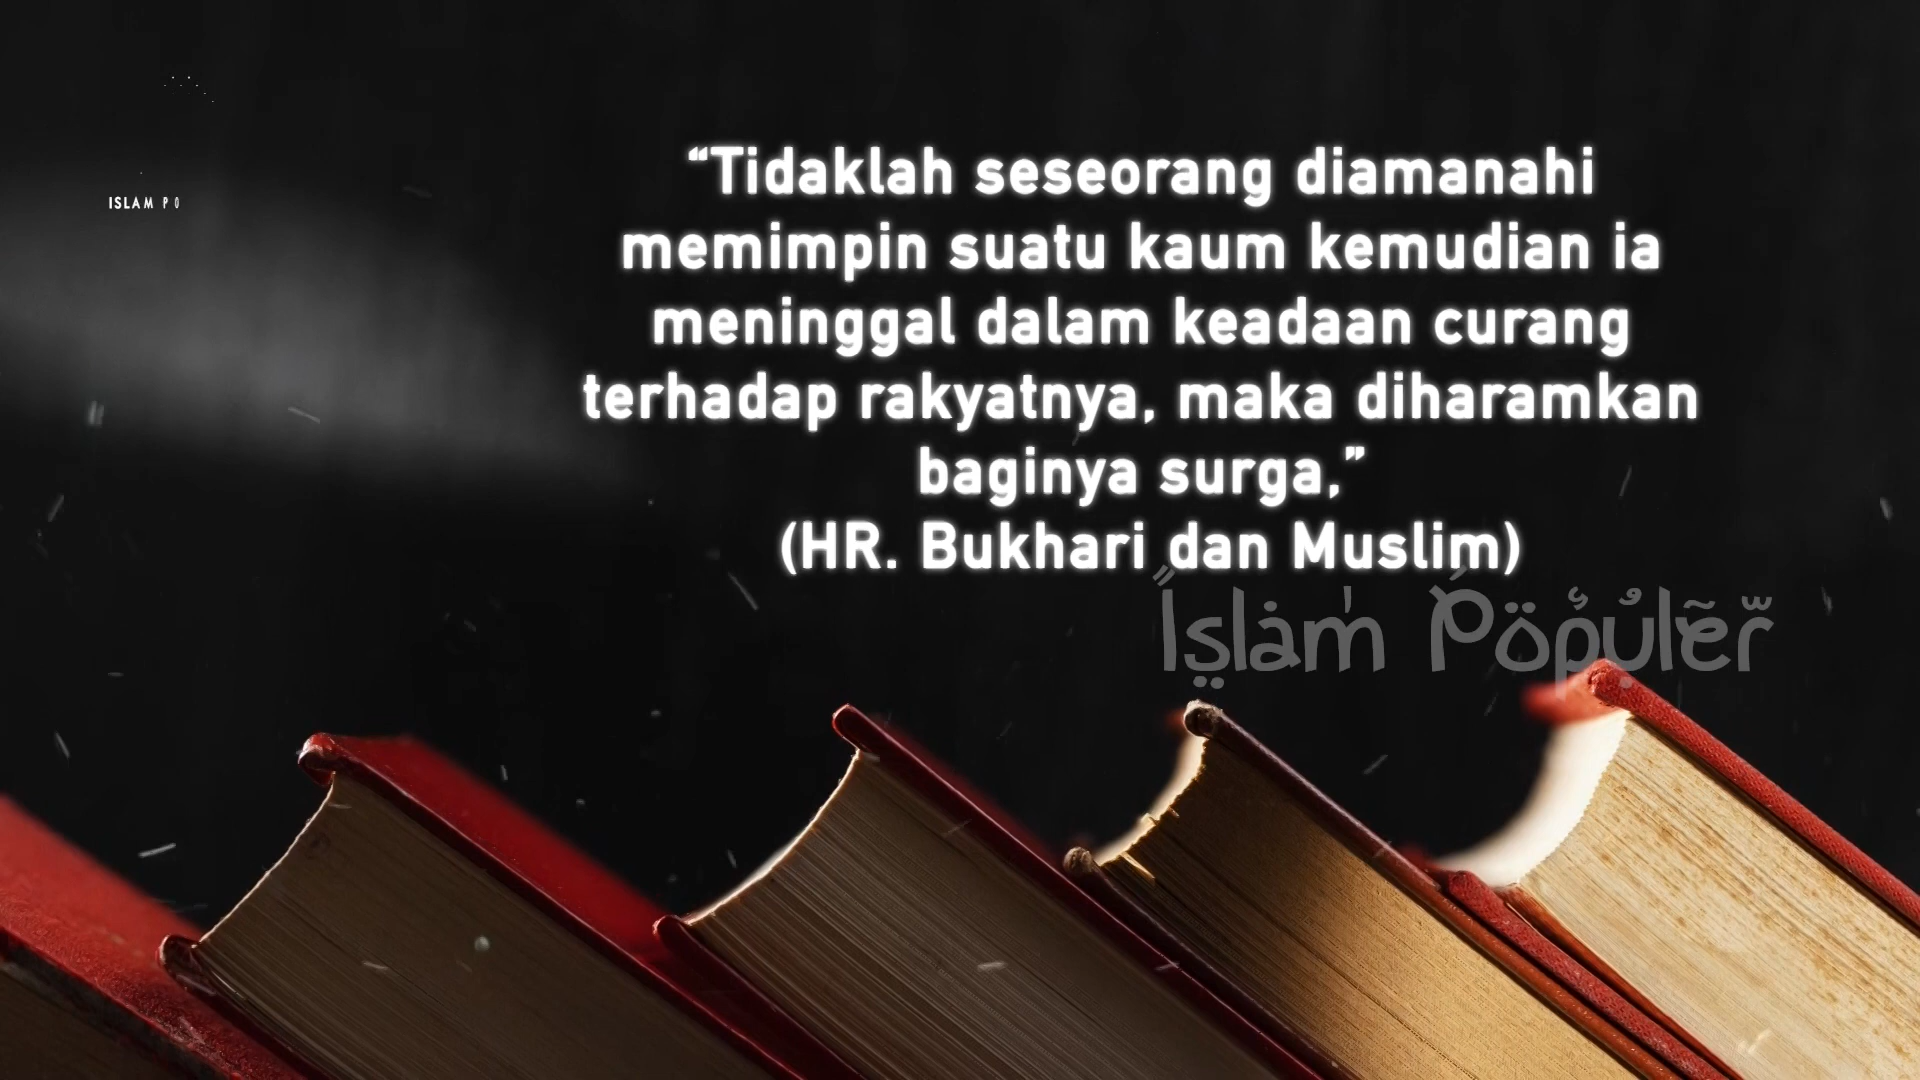 ISLAM PO
“Tidaklah seseorang diamanahi
memimpin suatu kaum kemudian ia
meninggal dalam keadaan curang
terhadap rakyatnya, maka diharamkan
baginya surga,”
(HR. Bukhari dan Muslim)
Islam Populer